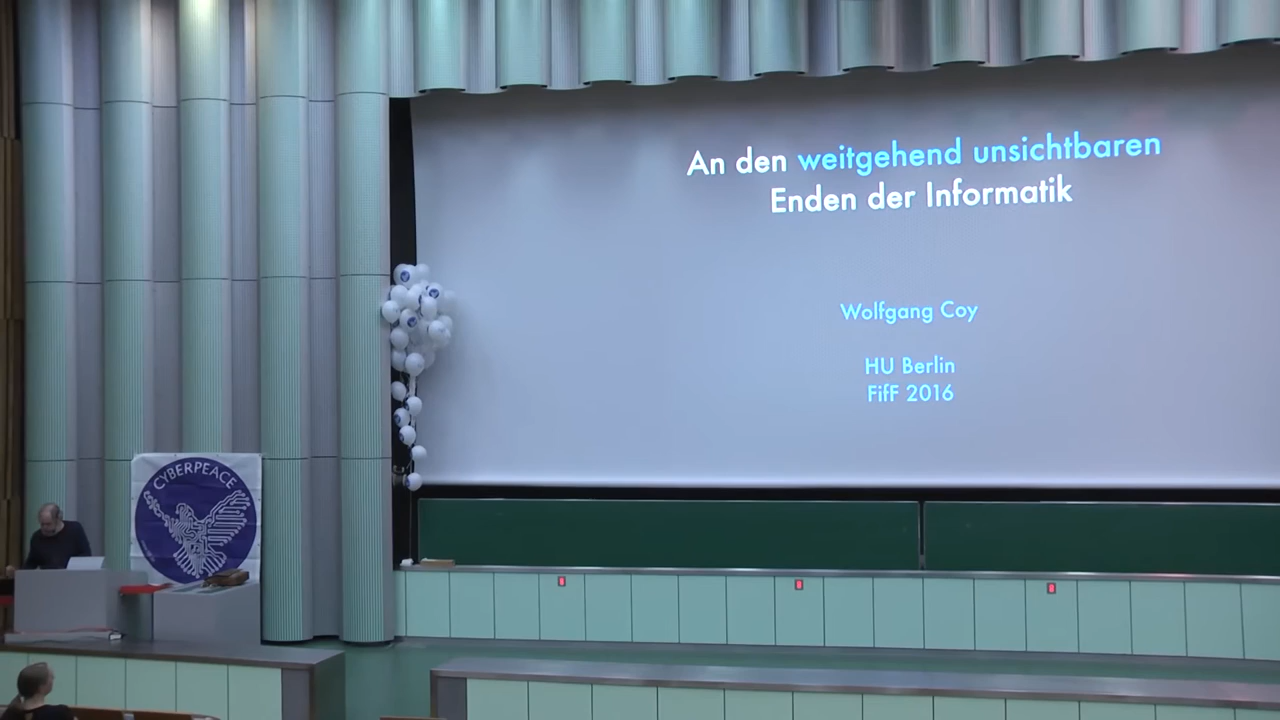 An den weitgehend unsichtbaren
Enden der Informatik
Wolfgang Coy
HU Berlin
FifF 2016
CYBERPEACE